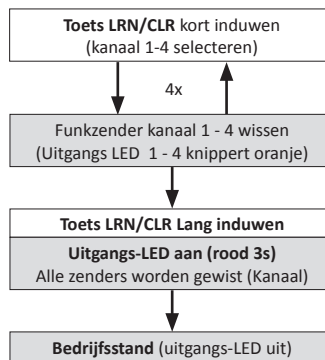 Toets LRN/CLR kort induwen
(kanaal 1-4 selecteren)
4x
Funkzender kanaal 1 - 4 wissen
(Uitgangs LED 1 - 4 knippert oranje)
Toets LRN/CLR Lang induwen
Uitgangs-LED aan (rood 3s)
Alle zenders worden gewist (Kanaal)
Bedrijfsstand (uitgangs-LED uit)